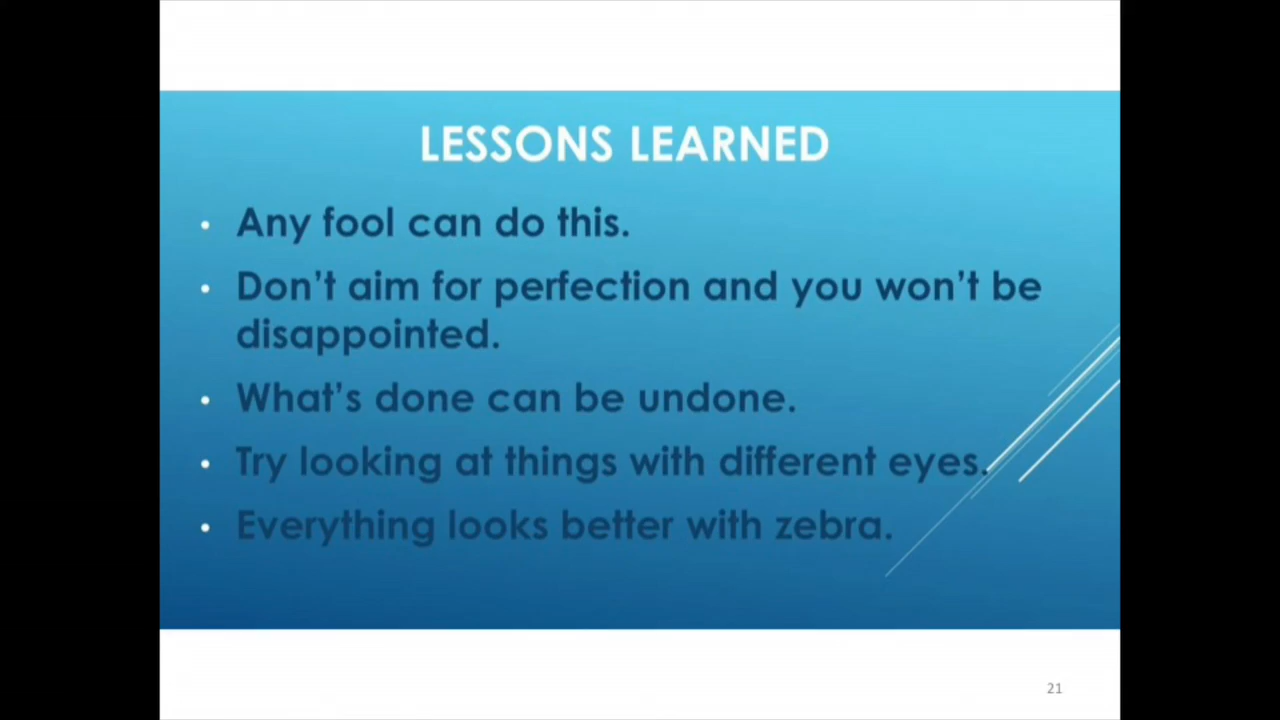 LESSONS LEARNED
• Any fool can do this.
• Don’t aim for perfection and you won’t be
disappointed.
• What’s done can be undone.
• Try looking at things with different eyes.
• Everything looks better with zebra.
21